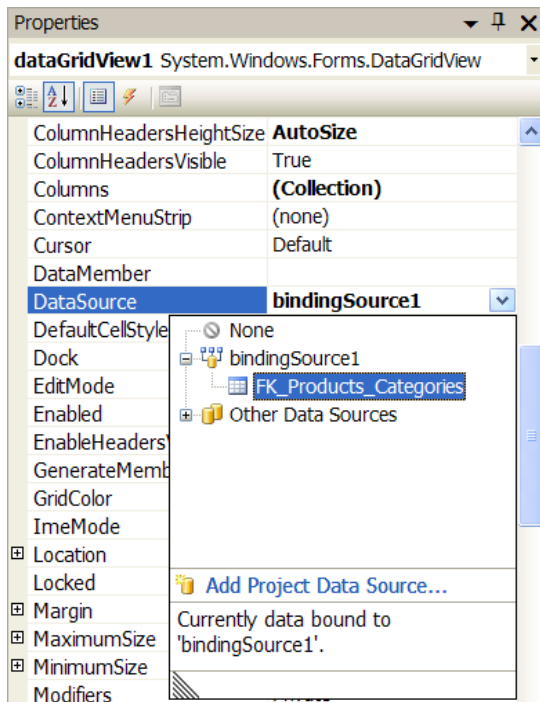 Properties
dataGridView1 System.Windows.Forms.DataGridView
ColumnHeadersHeightSize AutoSize
ColumnHeadersVisible True
Columns (Collection)
ContextMenuStrip (none)
Cursor Default
DataMember
DataSource bindingSource1
DefaultCellStyle
None
Dock
bindingSource1
EditMode
FK_Products_Categories
Enabled
Other Data Sources
EnableHeadersV
GenerateMemb
GridColor
ImeMode
Location
Locked
Add Project Data Source...
Margin
Currently data bound to
MaximumSize
'bindingSource1'.
MinimumSize
Modifiers